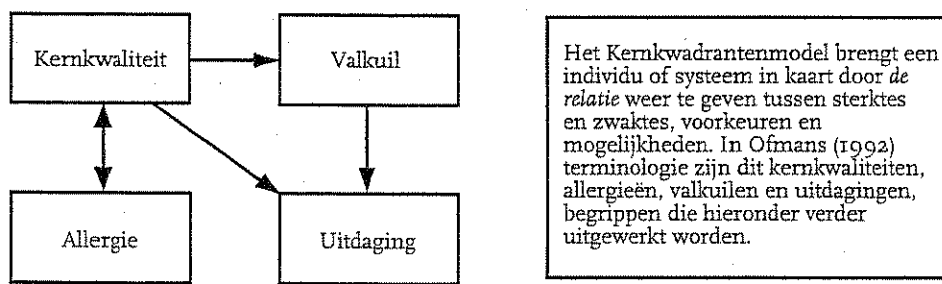 Kernkwaliteit
Valkuil
Allergie
Uitdaging
Het Kernkwadrantenmodel brengt een
individu of systeem in kaart door de
relatie weer te geven tussen sterktes
en zwaktes, voorkeuren en
mogelijkheden. In Ofmans (1992)
terminologie zijn dit kernkwaliteiten,
allergieën, valkuilen en uitdagingen,
begrippen die hieronder verder
uitgewerkt worden.